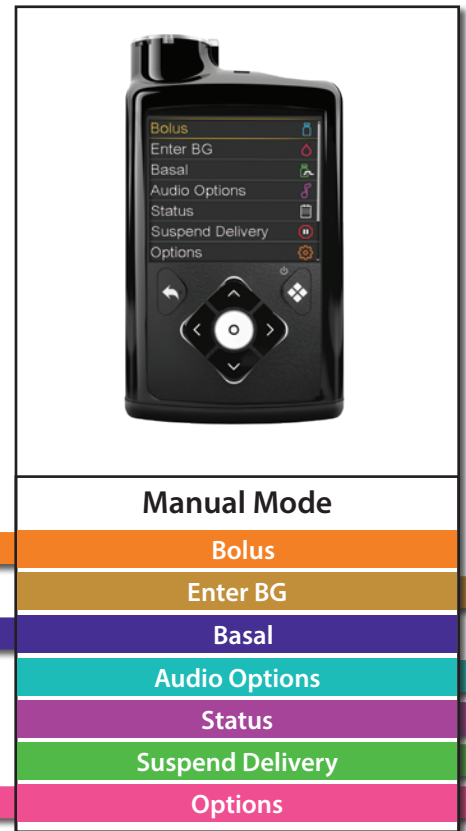 Bolus
Enter BG
Basal
Audio Options
Status
Suspend Delivery
Options
Manual Mode
Bolus
Enter BG
Basal
Audio Options
Status
Suspend Delivery
Options